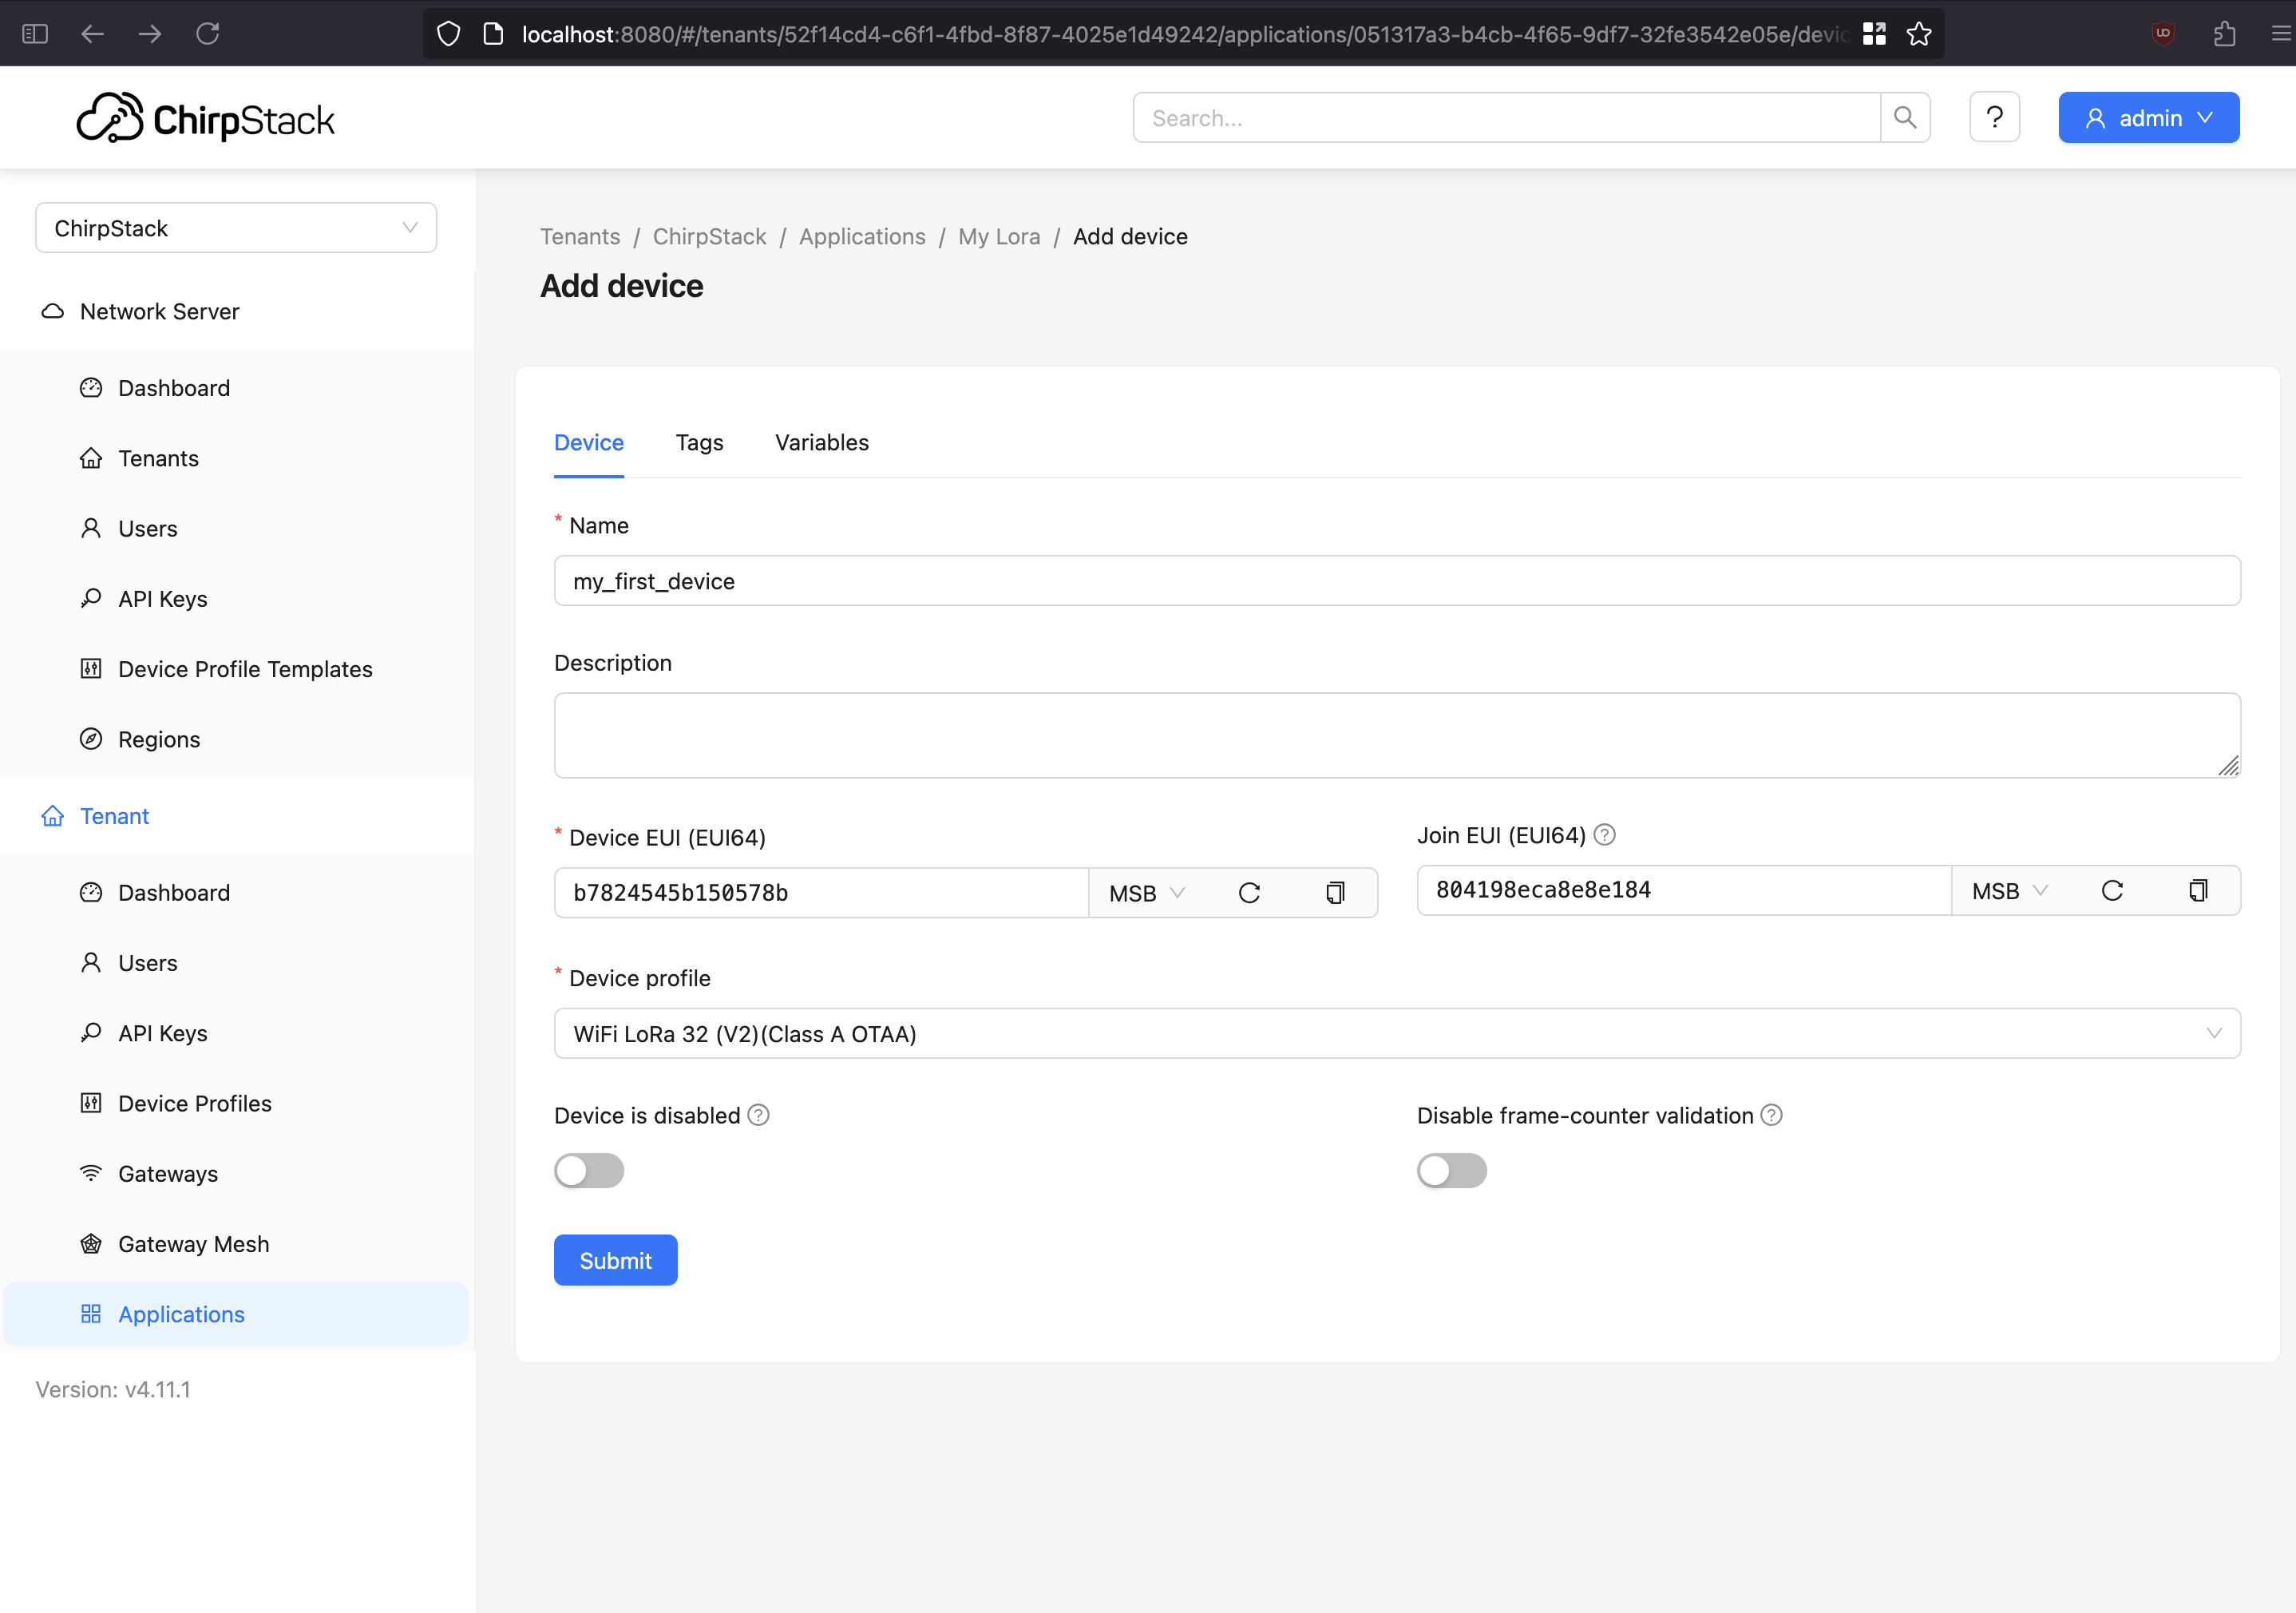 localhost:8080/#/tenants/52f14cd4-c6f1-4fbd-8f87-4025e1d49242/applications/051317a3-b4cb-4f65-9df7-32fe3542e05e/devic
ChirpStack
Search...
?
admin
ChirpStack
Network Server
Dashboard
Tenants
Users
API Keys
Device Profile Templates
Regions
Tenant
Dashboard
Users
API Keys
Device Profiles
Gateways
Gateway Mesh
Applications
Version: v4.11.1
Tenants / ChirpStack / Applications / My Lora / Add device
Add device
Device Tags Variables
* Name
my_first_device
Description
* Device EUI (EUI64)
b7824545b150578b MSB
Join EUI (EUI64) ?
804198eca8e8e184 MSB
* Device profile
WiFi LoRa 32 (V2)(Class A OTAA)
Device is disabled ?
Disable frame-counter validation ?
Submit